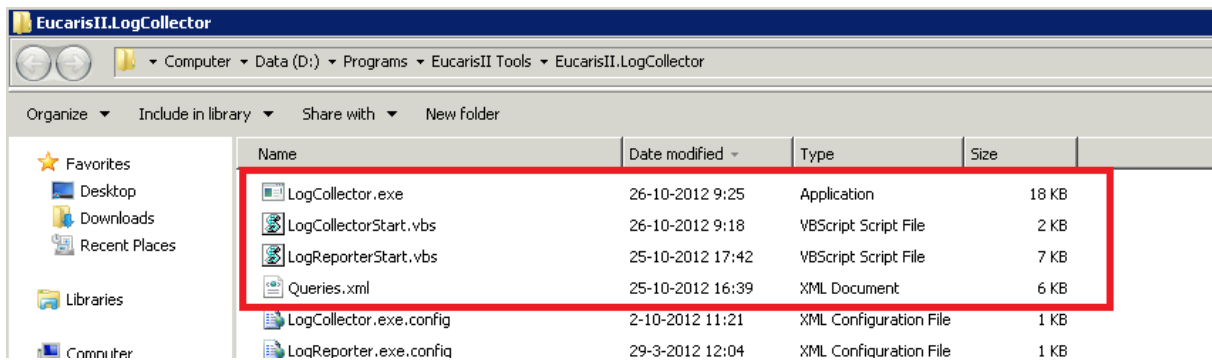 EucarisII.LogCollector
Computer Data (D:) Programs EucarisII Tools EucarisII.LogCollector
Organize Include in library Share with New folder
Favorites
Desktop
Downloads
Recent Places
Libraries
Computer
Name Date modified Type Size
LogCollector.exe 26-10-2012 9:25 Application 18 KB
LogCollectorStart.vbs 26-10-2012 9:18 VBScript Script File 2 KB
LogReporterStart.vbs 25-10-2012 17:42 VBScript Script File 7 KB
Queries.xml 25-10-2012 16:39 XML Document 6 KB
LogCollector.exe.config 2-10-2012 11:21 XML Configuration File 1 KB
LogReporter.exe.config 29-3-2012 12:04 XML Configuration File 1 KB